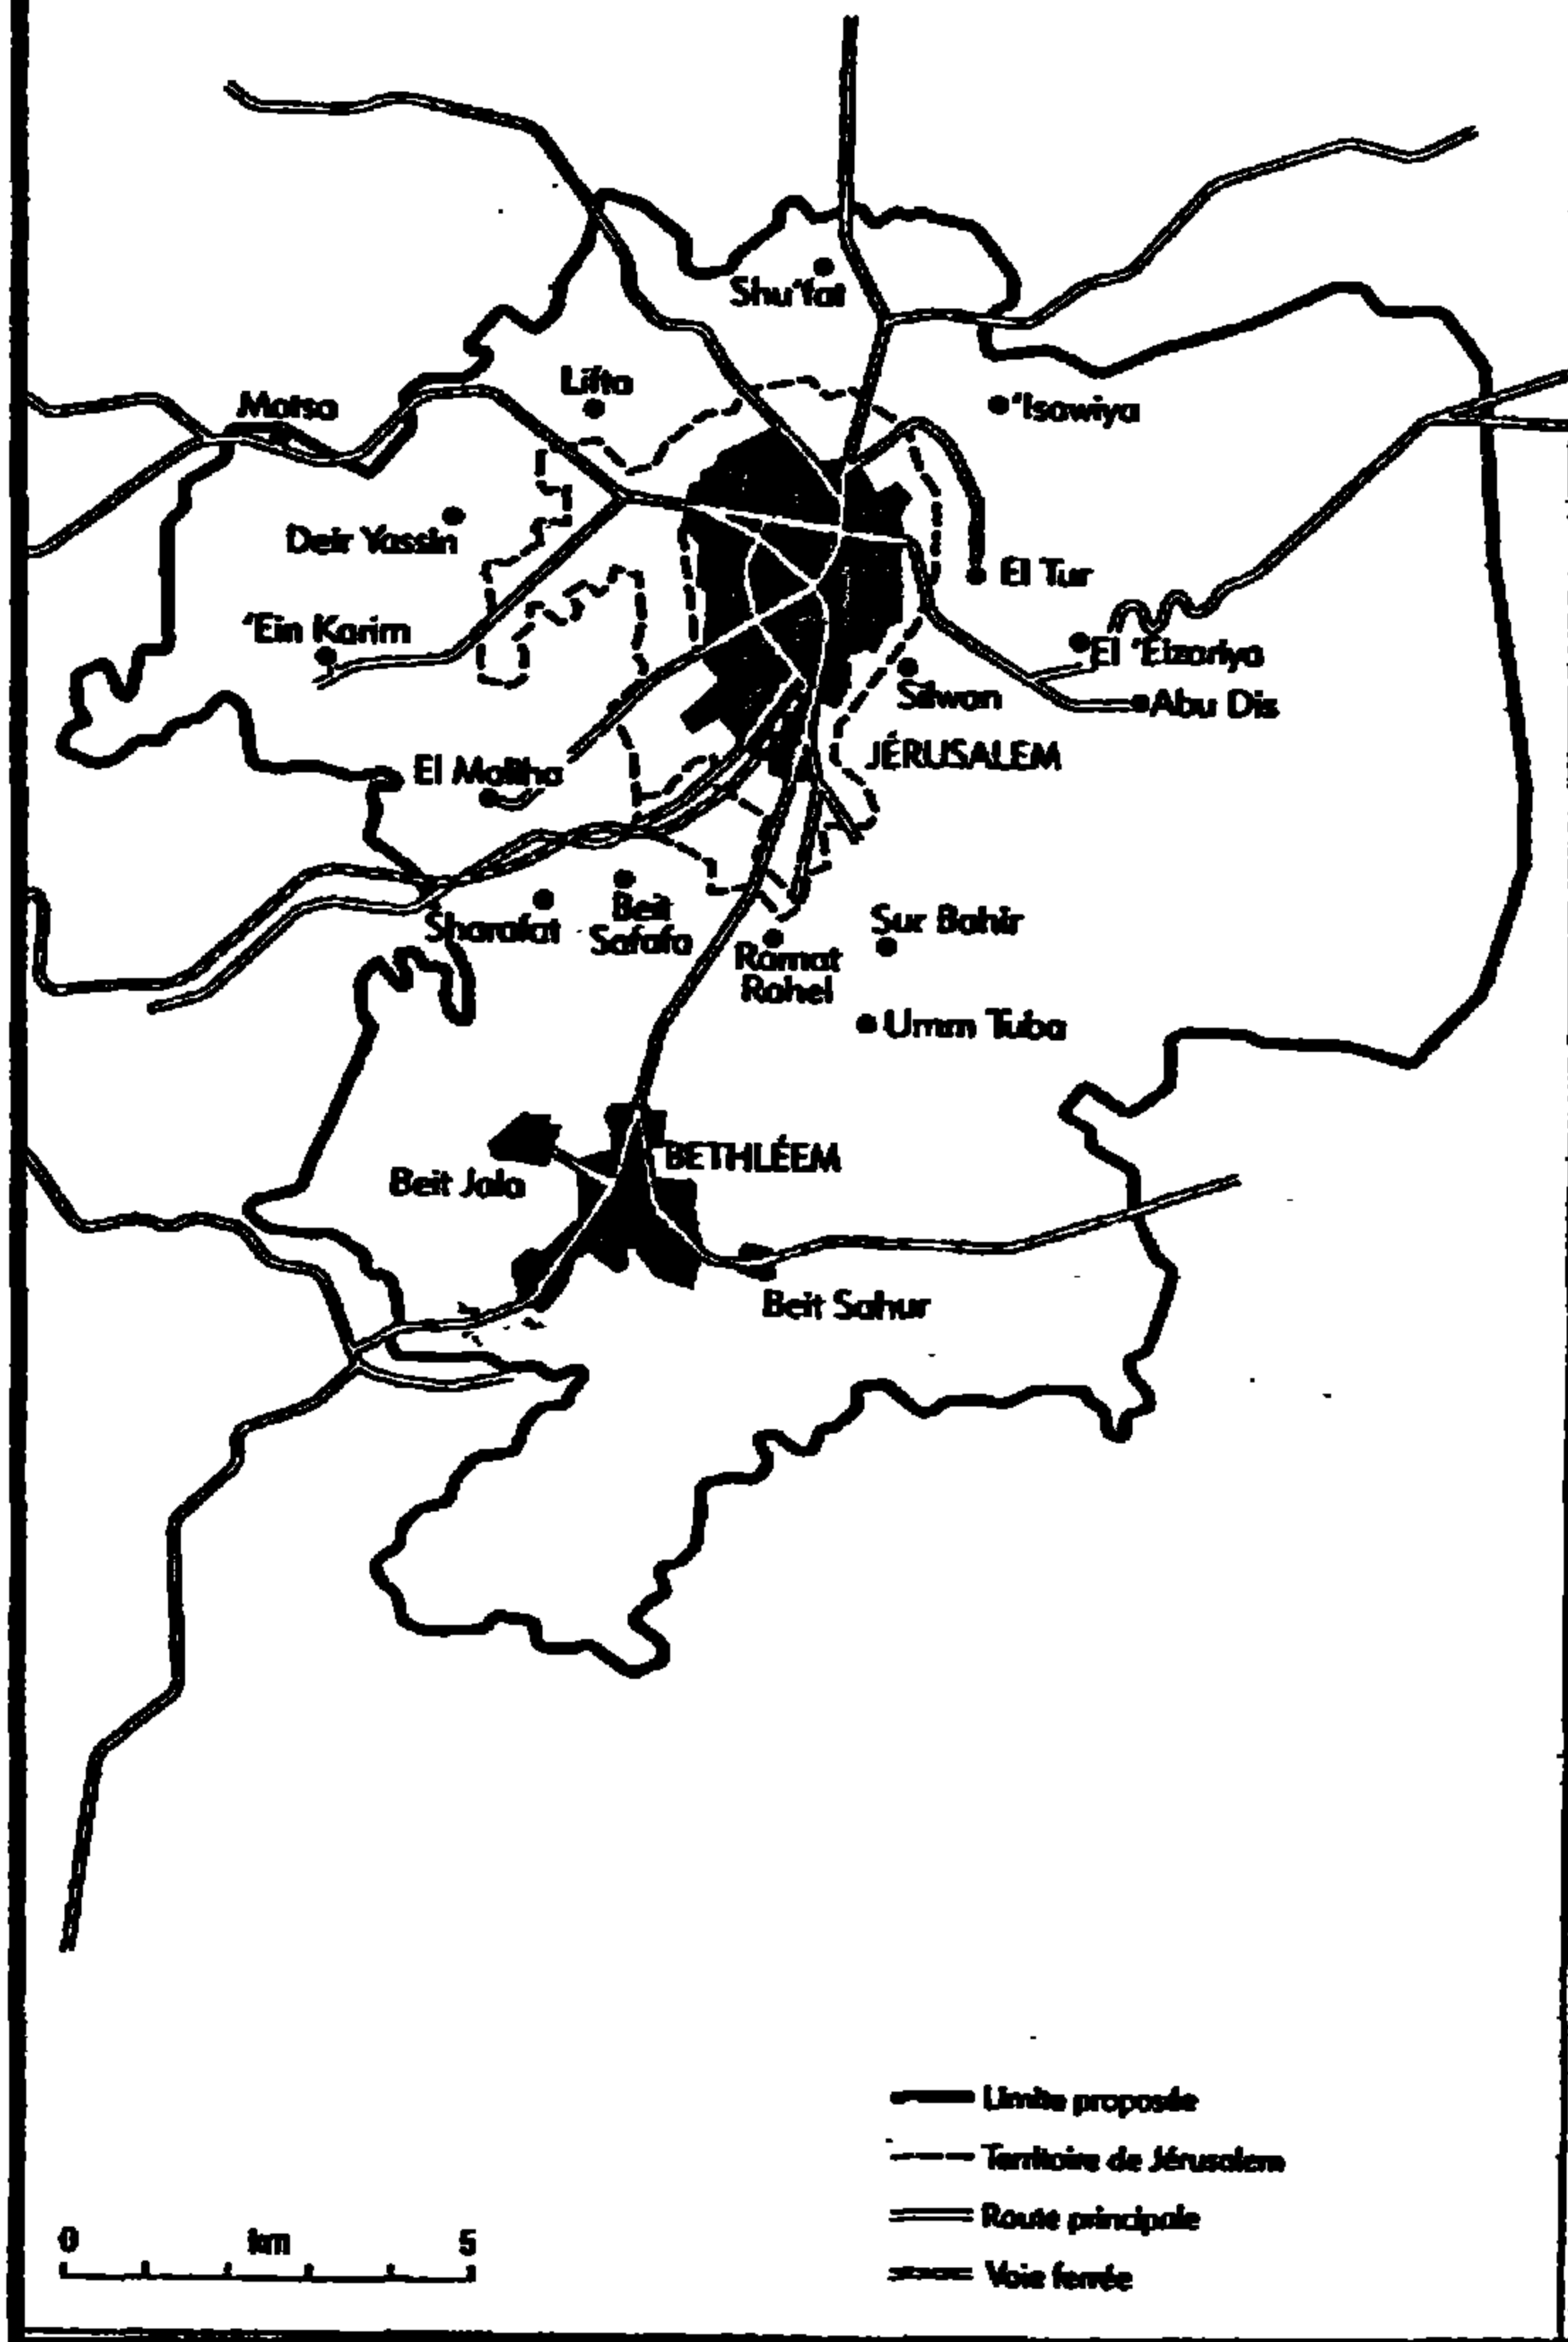 Shu'fat
Lifta
Motsa
'Isawiya
Deir Yassin
El Tur
'Ein Karim
El 'Eizariya
Silwan
Abu Dis
JÉRUSALEM
El Maliha
Sharafat
Beit
Safafa
Sur Bahir
Ramat
Rahel
Umm Tuba
BETHLÉEM
Beit Jala
Beit Sahur
Limite proposée
Territoire de Jérusalem
Route principale
Voie ferrée
0 km 5